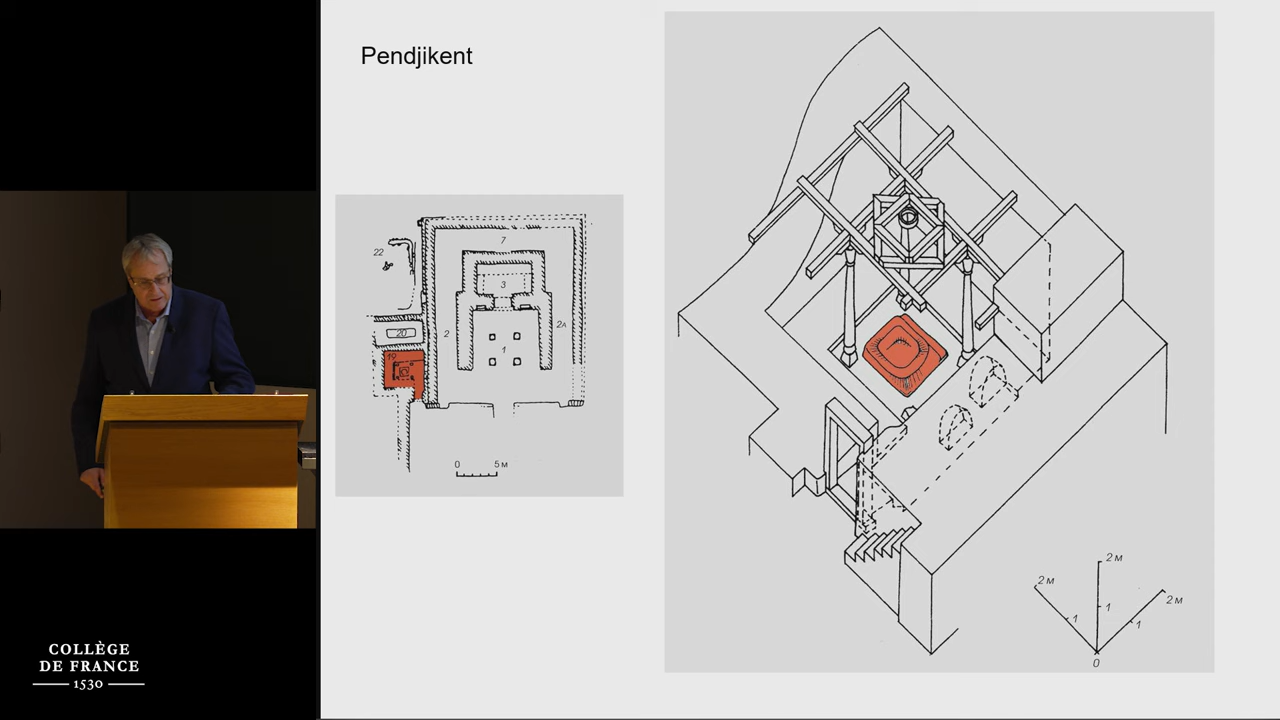 Pendjikent
22
7
3
20
2
2A
1
19
0 5 м
2 м
2 м
2 м
1
1
1
0
COLLÈGE
DE FRANCE
1530